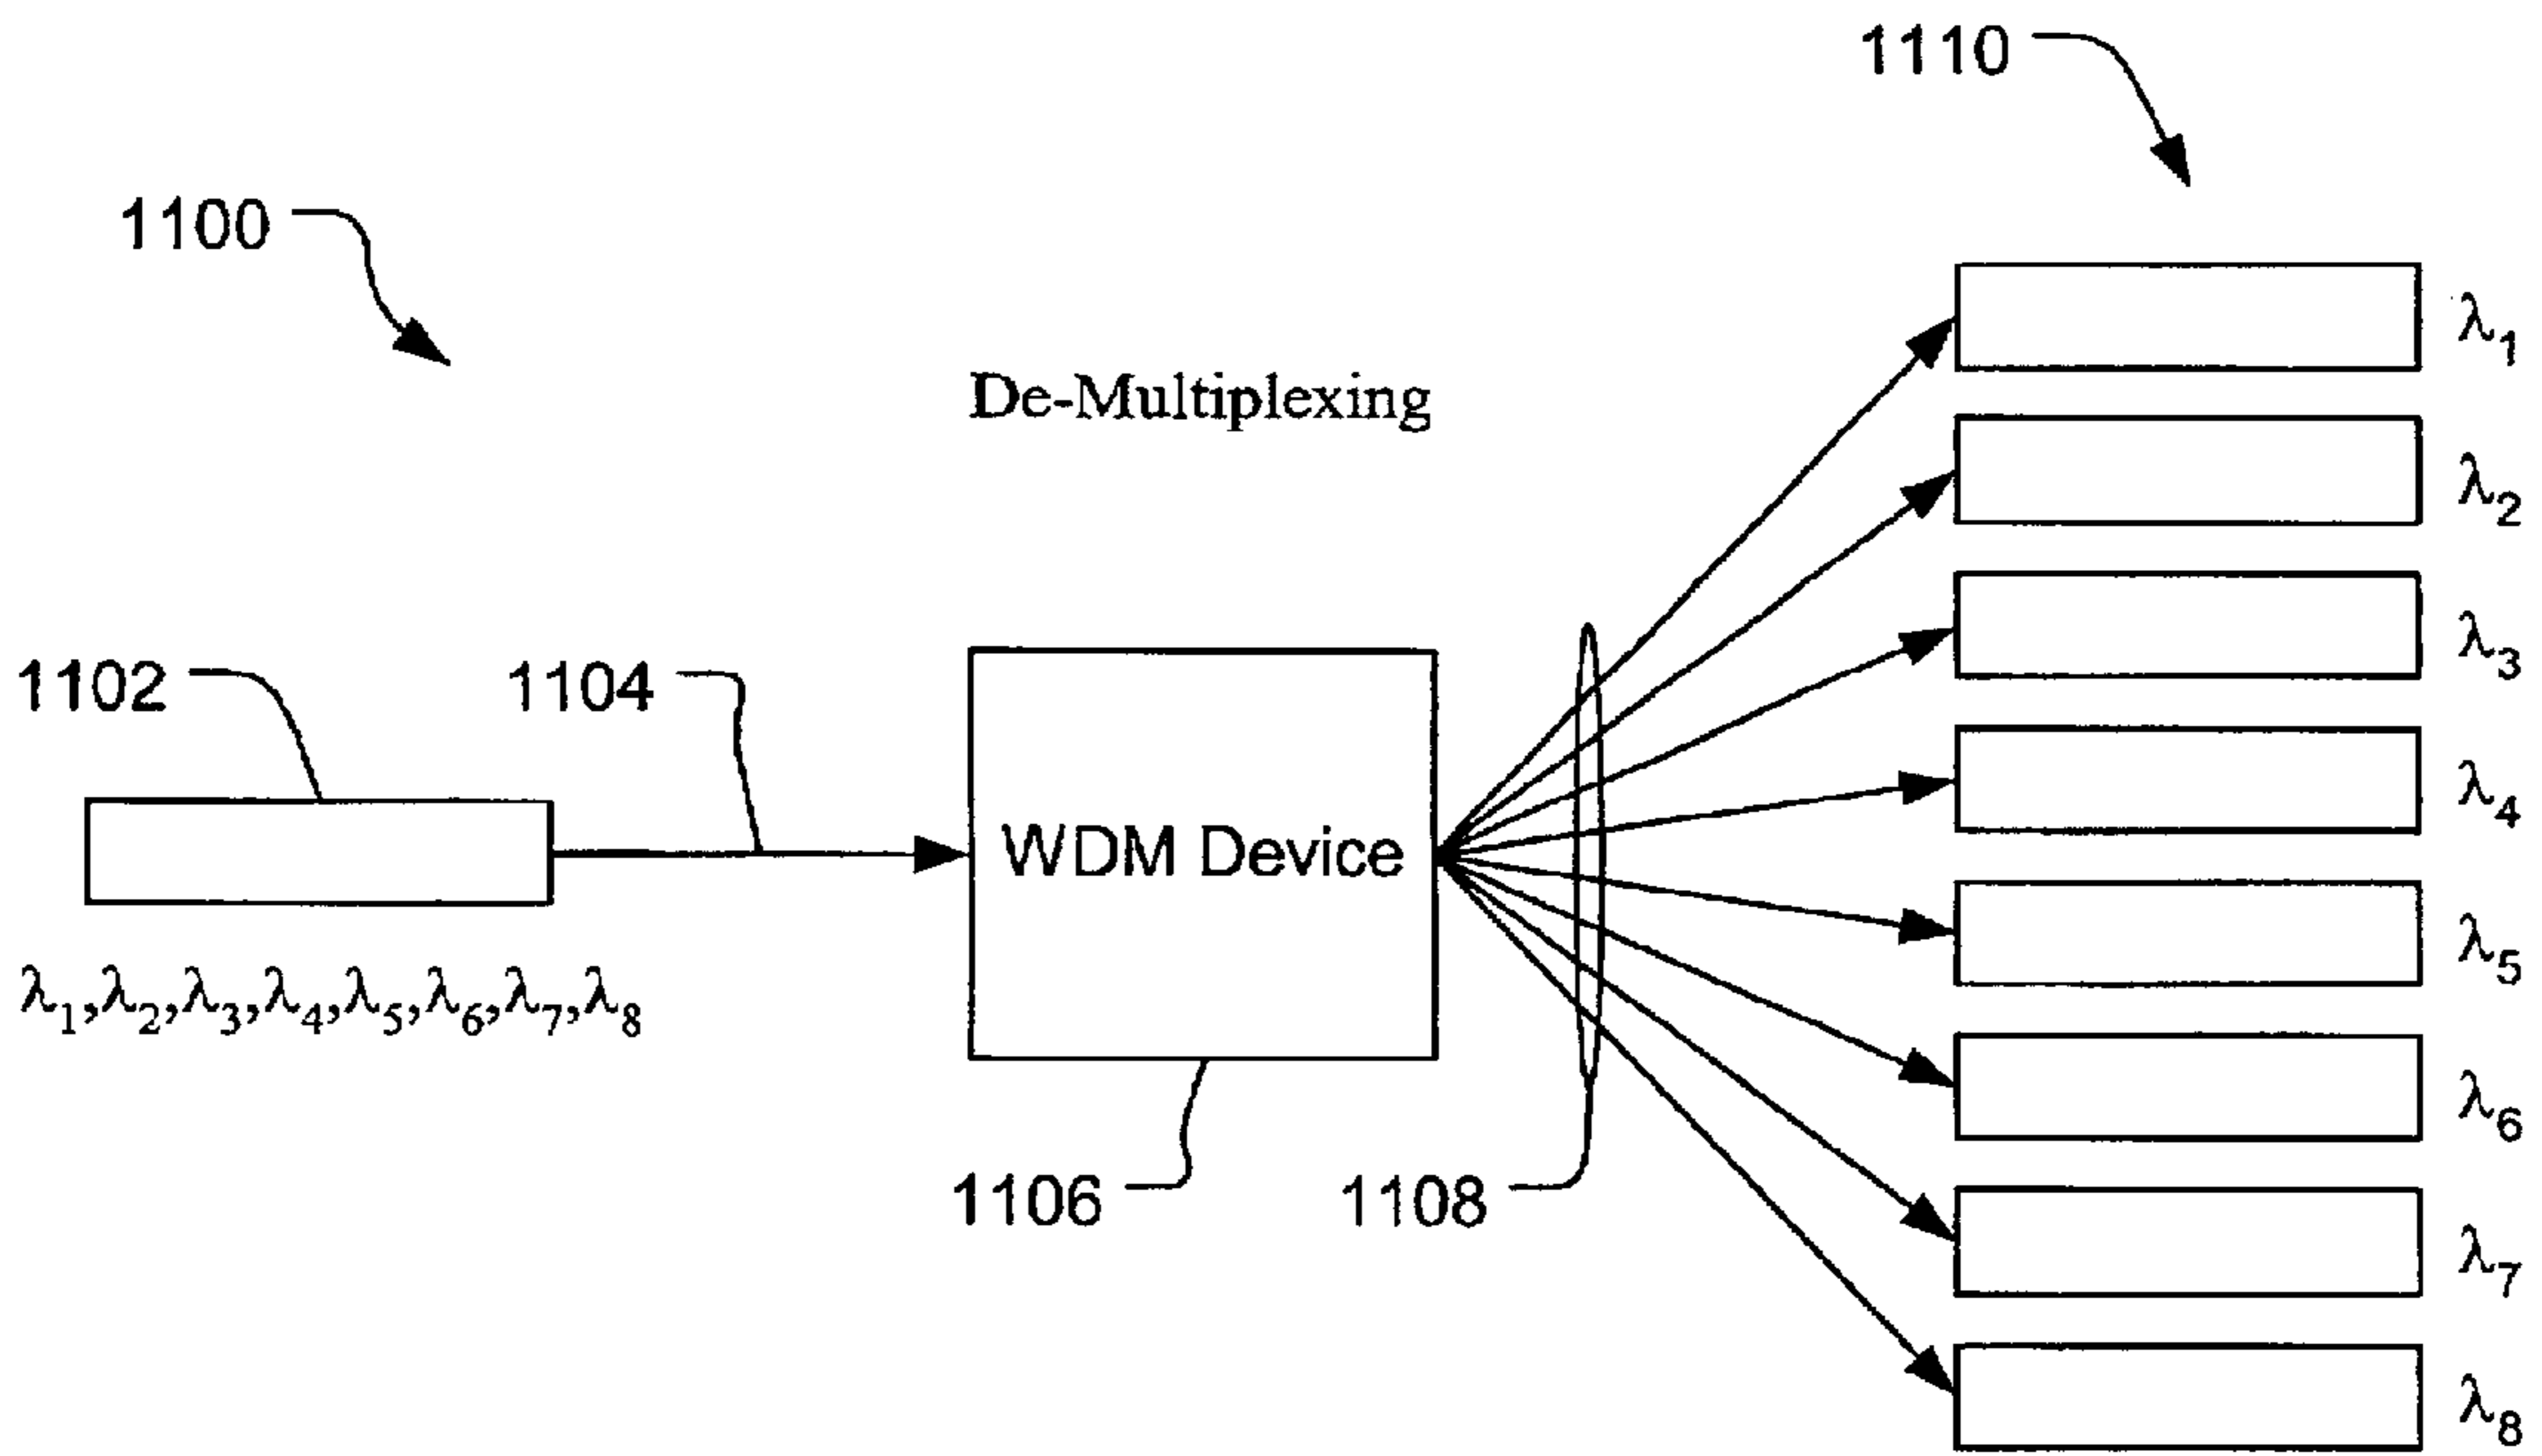 1110
1100
λ1
De-Multiplexing
λ2
λ3
1102
1104
λ4
WDM Device
λ5
λ1,λ2,λ3,λ4,λ5,λ6,λ7,λ8
λ6
1106
1108
λ7
λ8